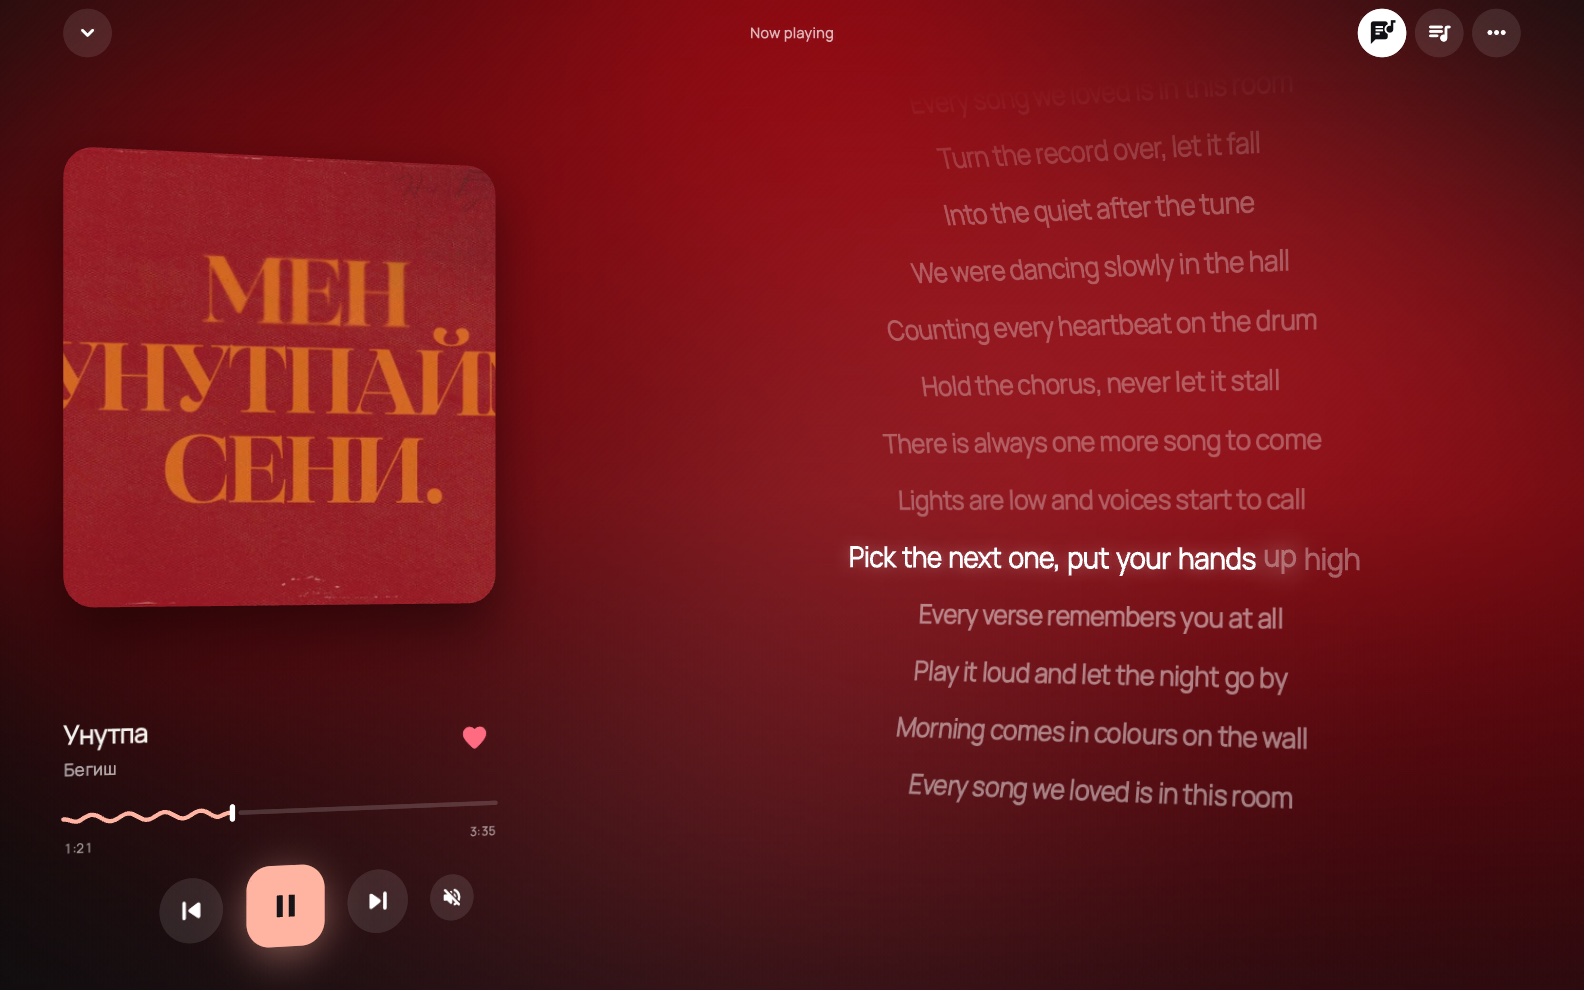 Now playing
МЕН
УНУТПАЙМ
СЕНИ.
Унутпа
Бегиш
1:21
3:35
Every song we loved is in this room
Turn the record over, let it fall
Into the quiet after the tune
We were dancing slowly in the hall
Counting every heartbeat on the drum
Hold the chorus, never let it stall
There is always one more song to come
Lights are low and voices start to call
Pick the next one, put your hands up high
Every verse remembers you at all
Play it loud and let the night go by
Morning comes in colours on the wall
Every song we loved is in this room